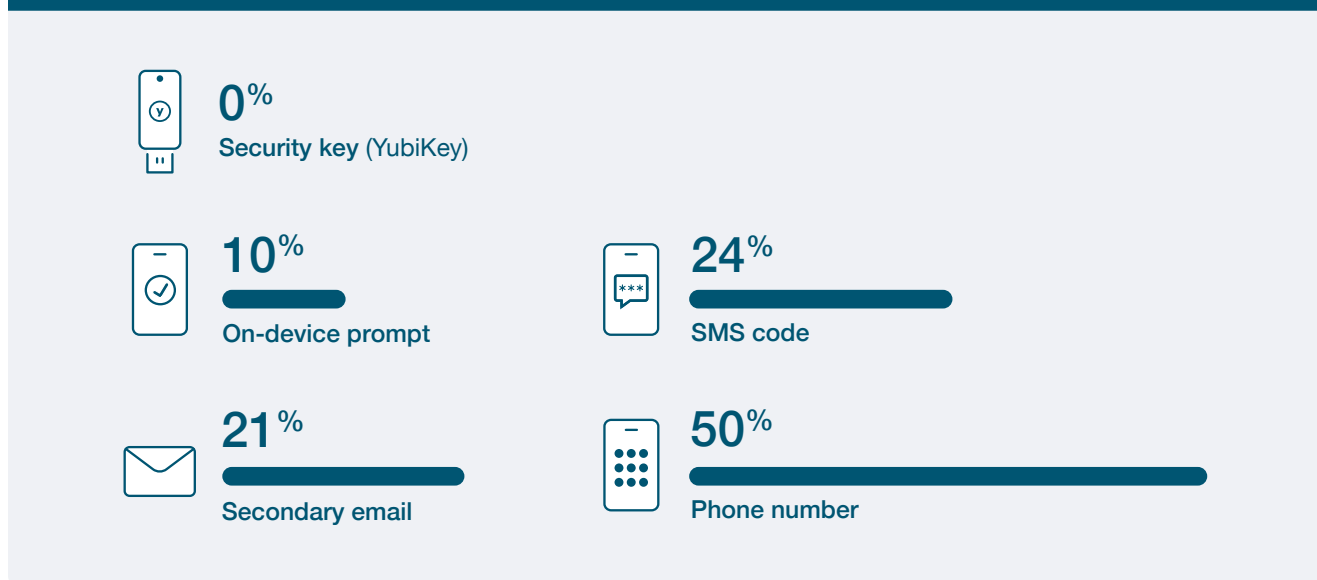 y
0%
Security key (YubiKey)
10%
On-device prompt
***
24%
SMS code
21%
Secondary email
50%
Phone number